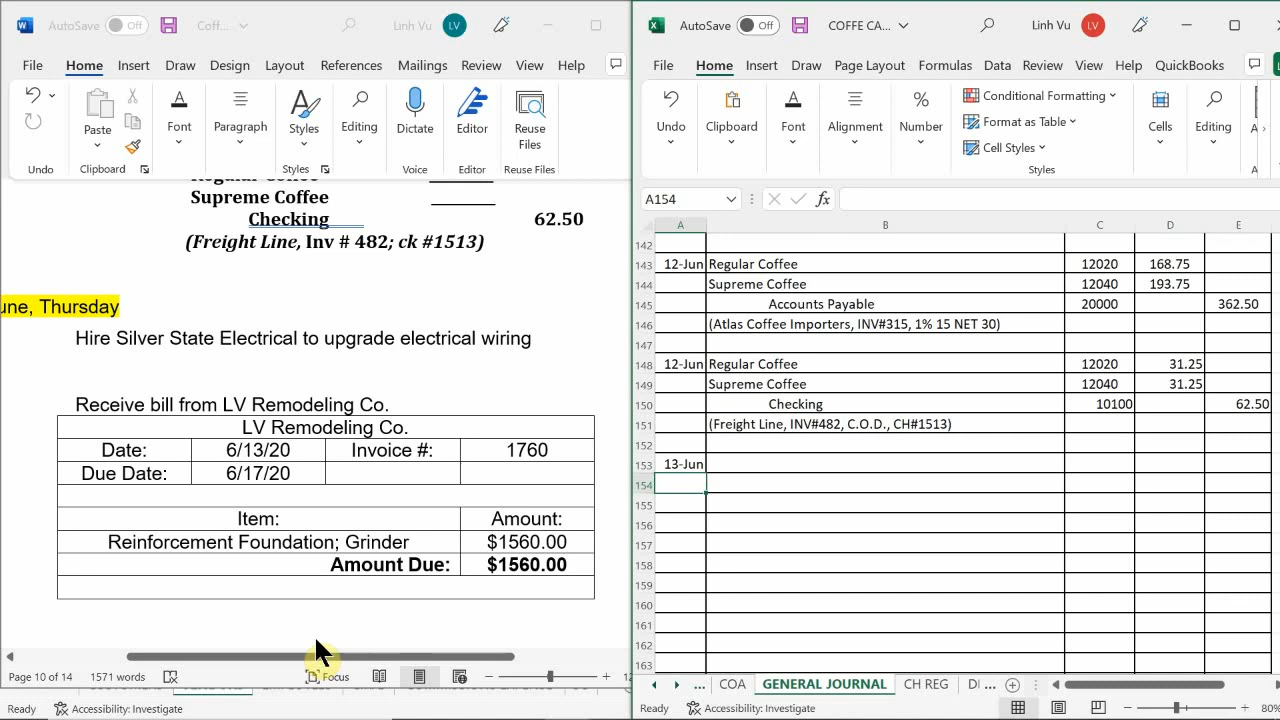 AutoSave Off Coff... Linh Vu LV
File Home Insert Draw Design Layout References Mailings Review View Help
Paste Font Paragraph Styles Editing Dictate Editor Reuse Files
Undo Clipboard Styles Voice Editor Reuse Files
Regular Coffee
Supreme Coffee
Checking 62.50
(Freight Line, Inv # 482; ck #1513)
une, Thursday
Hire Silver State Electrical to upgrade electrical wiring
Receive bill from LV Remodeling Co.
LV Remodeling Co.
Date: 6/13/20 Invoice #: 1760
Due Date: 6/17/20
Item: Amount:
Reinforcement Foundation; Grinder $1560.00
Amount Due: $1560.00
Page 10 of 14 1571 words Focus
Ready Accessibility: Investigate
AutoSave Off COFFE CA... Linh Vu LV
File Home Insert Draw Page Layout Formulas Data Review View Help QuickBooks
Undo Clipboard Font Alignment Number Conditional Formatting Format as Table Cell Styles Cells Editing
Styles
A154 fx
A B C D E
142
143 12-Jun Regular Coffee 12020 168.75
144 Supreme Coffee 12040 193.75
145 Accounts Payable 20000 362.50
146 (Atlas Coffee Importers, INV#315, 1% 15 NET 30)
147
148 12-Jun Regular Coffee 12020 31.25
149 Supreme Coffee 12040 31.25
150 Checking 10100 62.50
151 (Freight Line, INV#482, C.O.D., CH#1513)
152
153 13-Jun
154
155
156
157
158
159
160
161
162
163
... COA GENERAL JOURNAL CH REG DI ...
Ready Accessibility: Investigate 80%